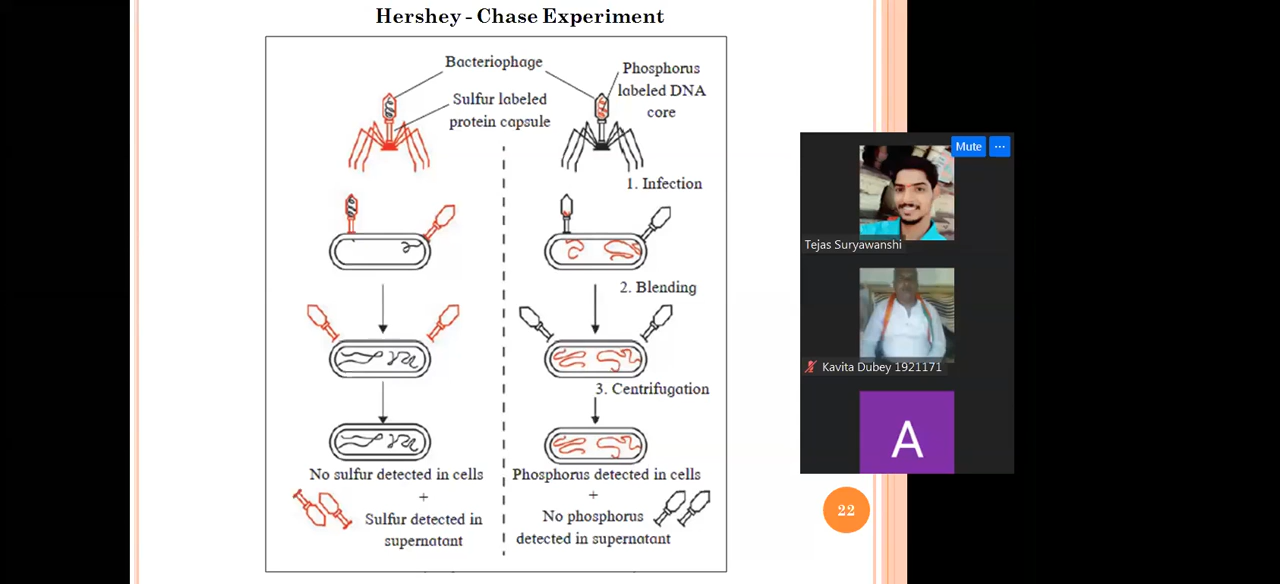 Hershey - Chase Experiment
Bacteriophage
Phosphorus
labeled DNA
core
Sulfur labeled
protein capsule
1. Infection
2. Blending
3. Centrifugation
No sulfur detected in cells
+
Sulfur detected in
supernatant
Phosphorus detected in cells
+
No phosphorus
detected in supernatant
22
Mute
...
Tejas Suryawanshi
Kavita Dubey 1921171
A